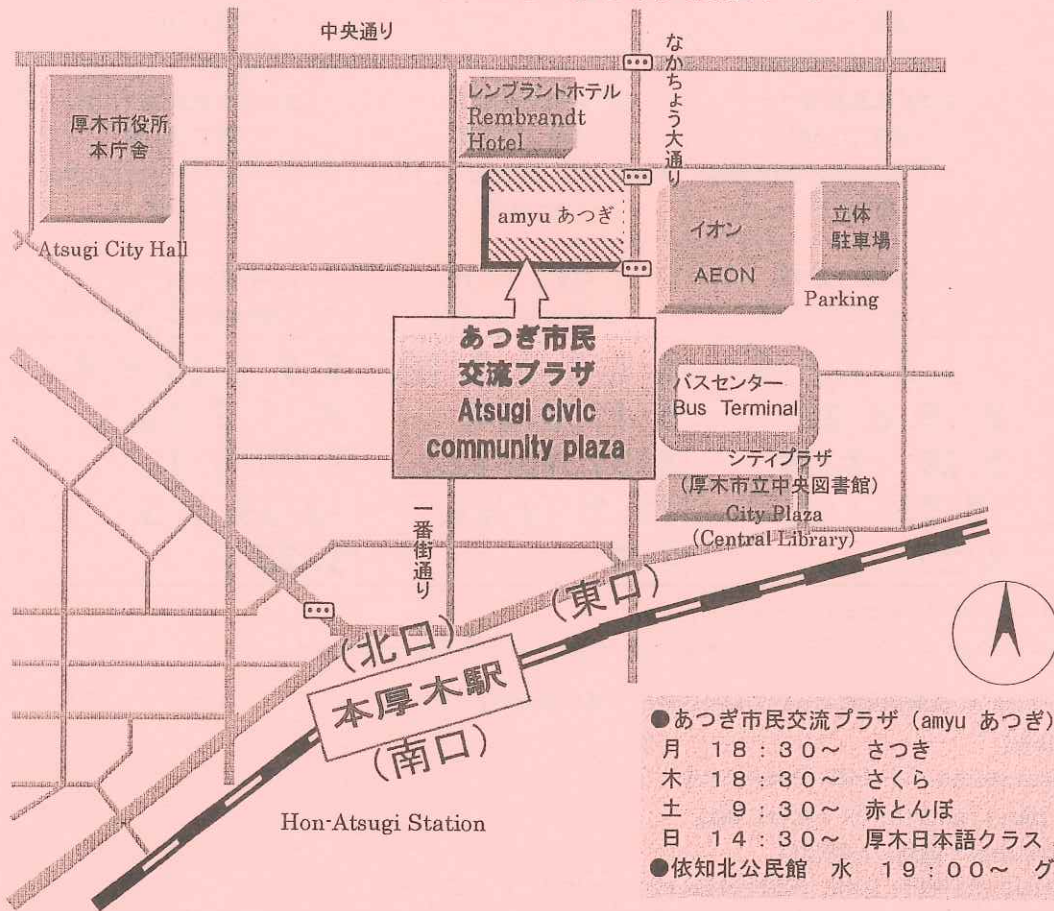 中央通り
なかちょう大通り
レンブラントホテル
Rembrandt
Hotel
厚木市役所
本庁舎
Atsugi City Hall
amyu あつぎ
イオン
AEON
立体
駐車場
Parking
あつぎ市民
交流プラザ
Atsugi civic
community plaza
バスセンター
Bus Terminal
シティプラザ
(厚木市立中央図書館)
City Plaza
(Central Library)
一番街通り
(東口)
(北口)
本厚木駅
(南口)
Hon-Atsugi Station
●あつぎ市民交流プラザ (amyu あつぎ)
月 18:30~ さつき
木 18:30~ さくら
土 9:30~ 赤とんぼ
日 14:30~ 厚木日本語クラス
●依知北公民館 水 19:00~ グ